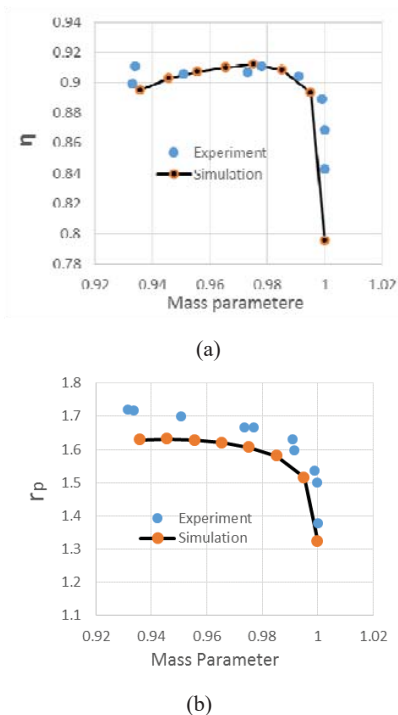 0.94
0.92
0.9
0.88
0.86
0.84
0.82
0.8
0.78
η
Experiment
Simulation
0.92 0.94 0.96 0.98 1 1.02
Mass parametere
(a)
1.8
1.7
1.6
1.5
1.4
1.3
1.2
1.1
rp
Experiment
Simulation
0.92 0.94 0.96 0.98 1 1.02
Mass Parameter
(b)